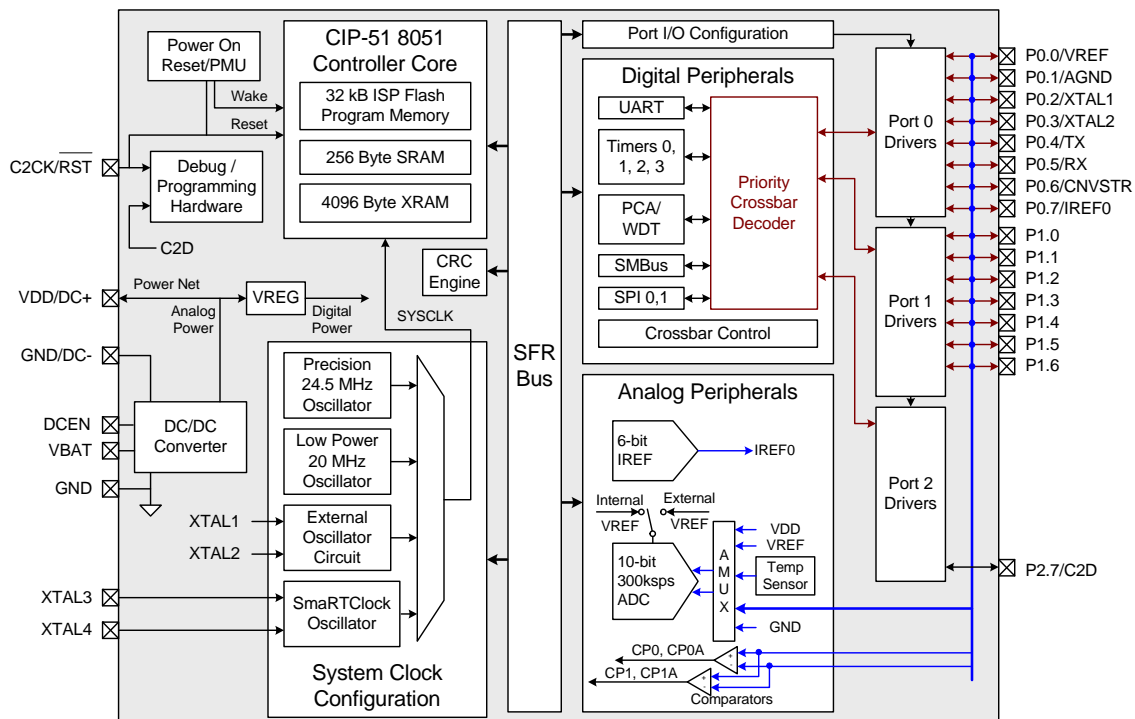 Power On
Reset/PMU
Wake
Reset
C2CK/RST
Debug /
Programming
Hardware
C2D
VDD/DC+
Power Net
Analog
Power
VREG
Digital
Power
GND/DC-
DCEN
VBAT
GND
DC/DC
Converter
XTAL1
XTAL2
XTAL3
XTAL4
CIP-51 8051
Controller Core
32 kB ISP Flash
Program Memory
256 Byte SRAM
4096 Byte XRAM
CRC
Engine
SYSCLK
Precision
24.5 MHz
Oscillator
Low Power
20 MHz
Oscillator
External
Oscillator
Circuit
SmaRTClock
Oscillator
System Clock
Configuration
SFR
Bus
Port I/O Configuration
Digital Peripherals
UART
Timers 0,
1, 2, 3
PCA/
WDT
SMBus
SPI 0,1
Priority
Crossbar
Decoder
Crossbar Control
Analog Peripherals
6-bit
IREF
IREF0
Internal
VREF
External
VREF
10-bit
300ksps
ADC
A
M
U
X
VDD
VREF
Temp
Sensor
GND
CP0, CP0A
+
-
CP1, CP1A
+
-
Comparators
Port 0
Drivers
Port 1
Drivers
Port 2
Drivers
P0.0/VREF
P0.1/AGND
P0.2/XTAL1
P0.3/XTAL2
P0.4/TX
P0.5/RX
P0.6/CNVSTR
P0.7/IREF0
P1.0
P1.1
P1.2
P1.3
P1.4
P1.5
P1.6
P2.7/C2D